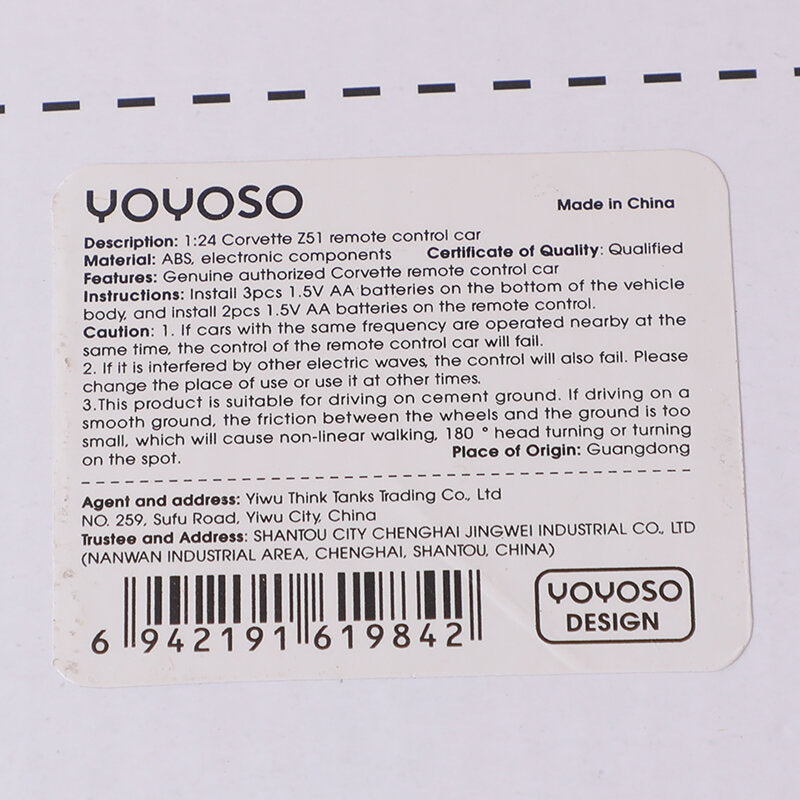 YOYOSO
Made in China
Description: 1:24 Corvette Z51 remote control car
Material: ABS, electronic components Certificate of Quality: Qualified
Features: Genuine authorized Corvette remote control car
Instructions: Install 3pcs 1.5V AA batteries on the bottom of the vehicle
body, and install 2pcs 1.5V AA batteries on the remote control.
Caution: 1. If cars with the same frequency are operated nearby at the
same time, the control of the remote control car will fail.
2. If it is interfered by other electric waves, the control will also fail. Please
change the place of use or use it at other times.
3.This product is suitable for driving on cement ground. If driving on a
smooth ground, the friction between the wheels and the ground is too
small, which will cause non-linear walking, 180 ° head turning or turning
on the spot. Place of Origin: Guangdong
Agent and address: Yiwu Think Tanks Trading Co., Ltd
NO. 259, Sufu Road, Yiwu City, China
Trustee and Address: SHANTOU CITY CHENGHAI JINGWEI INDUSTRIAL CO., LTD
(NANWAN INDUSTRIAL AREA, CHENGHAI, SHANTOU, CHINA)
6 942191 619842
YOYOSO
DESIGN